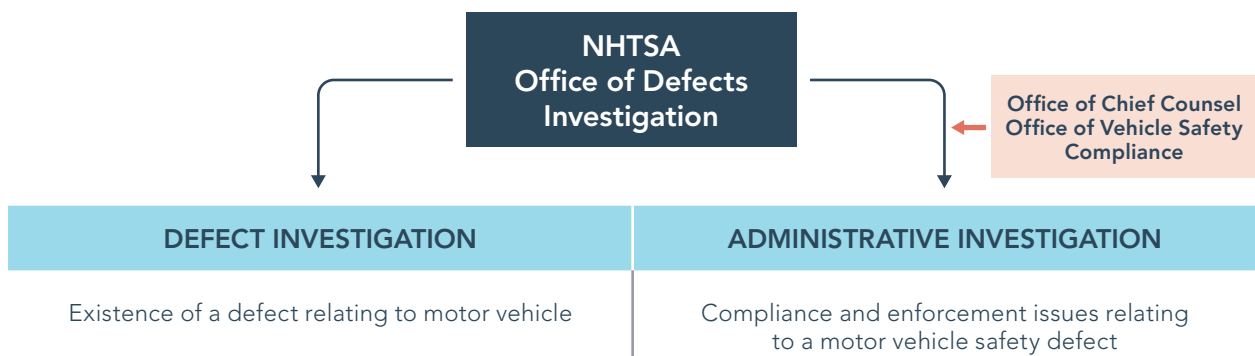 NHTSA
Office of Defects
Investigation
Office of Chief Counsel
Office of Vehicle Safety
Compliance
DEFECT INVESTIGATION
ADMINISTRATIVE INVESTIGATION
Existence of a defect relating to motor vehicle
Compliance and enforcement issues relating
to a motor vehicle safety defect